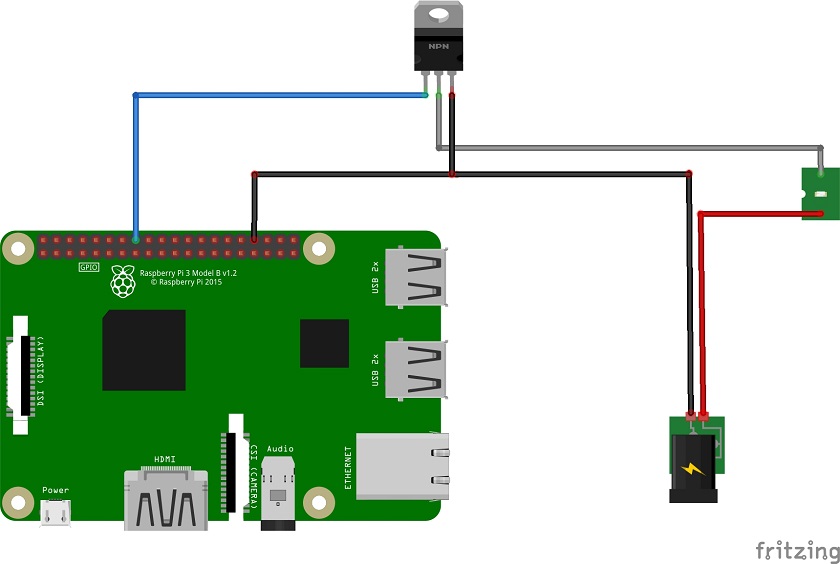 NPN
GPIO
Raspberry Pi 3 Model B v1.2
© Raspberry Pi 2015
USB 2x
DSI (DISPLAY)
USB 2x
HDMI
Audio
CSI (CAMERA)
ETHERNET
Power
fritzing